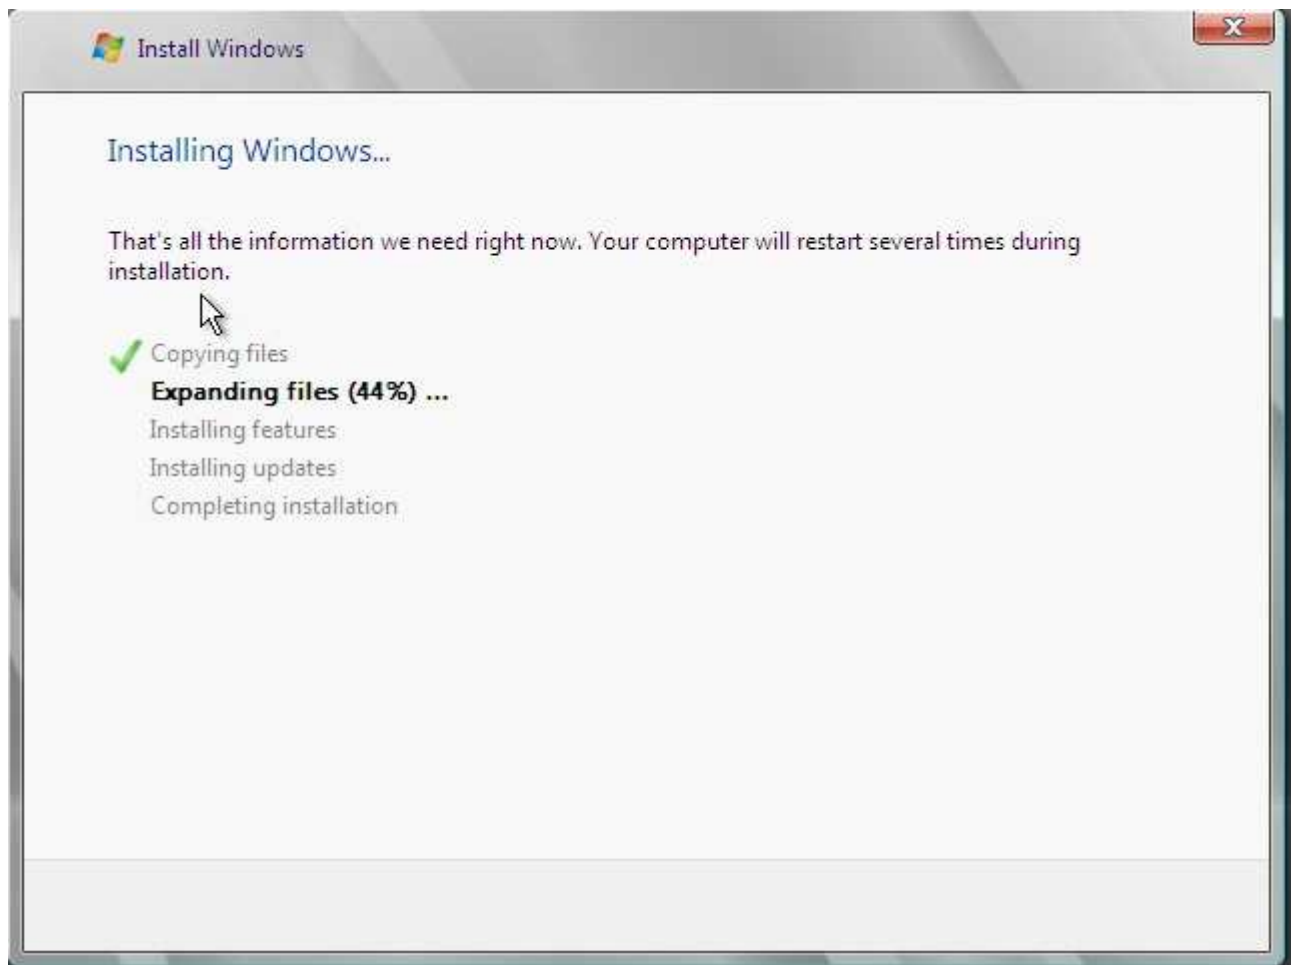 Install Windows
Installing Windows...
That's all the information we need right now. Your computer will restart several times during
installation.
Copying files
Expanding files (44%) ...
Installing features
Installing updates
Completing installation